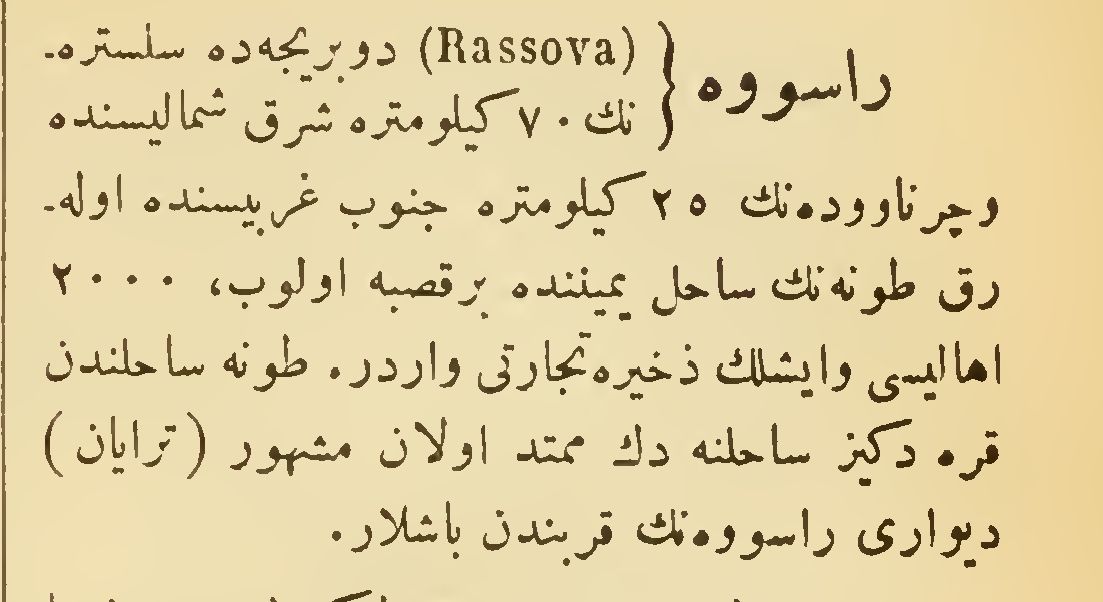 راسووه { (Rassova) دوبریجه‌ده سلستره‌ـ
نك ۷۰ کیلومتره شرق شمالیسنده
وچرناووده‌نك ۲۵ کیلومتره جنوب غربیسنده اوله‌ـ
رق طونه‌نك ساحل یمیننده برقصبه اولوب، ۲۰۰۰
اهالیسی وایشلك ذخیره تجارتی واردر. طونه ساحلندن
قره دکیز ساحلنه دك ممتد اولان مشهور (ترایان)
دیواری راسووه‌نك قربندن باشلار.